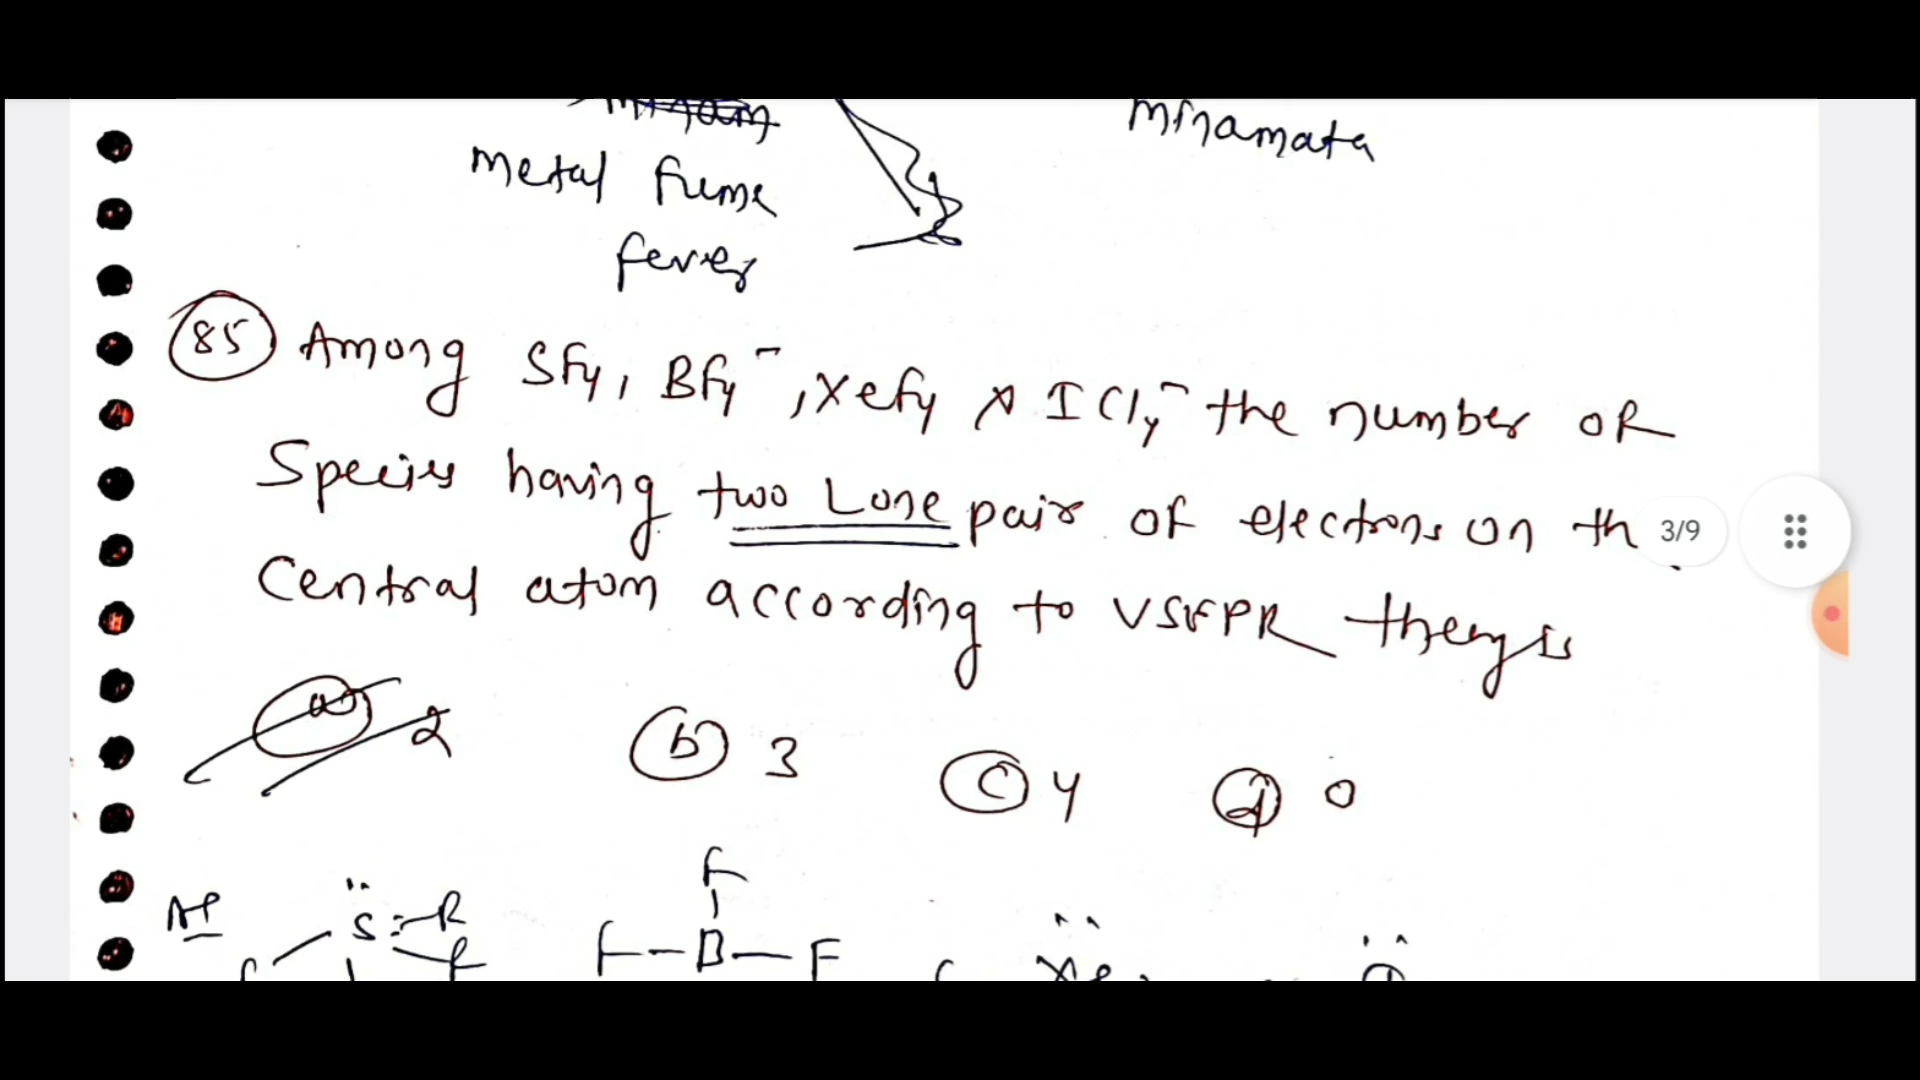 Minamata
metal fume
fever
85 Among SF4, BF4⁻, XeF4 & ICl4⁻ the number of
Species having two Lone pair of electrons on th
Central atom according to VSEPR theory is
(a) 2 (b) 3 (c) 4 (d) 0
F
S F
F F-B-F Xe
3/9